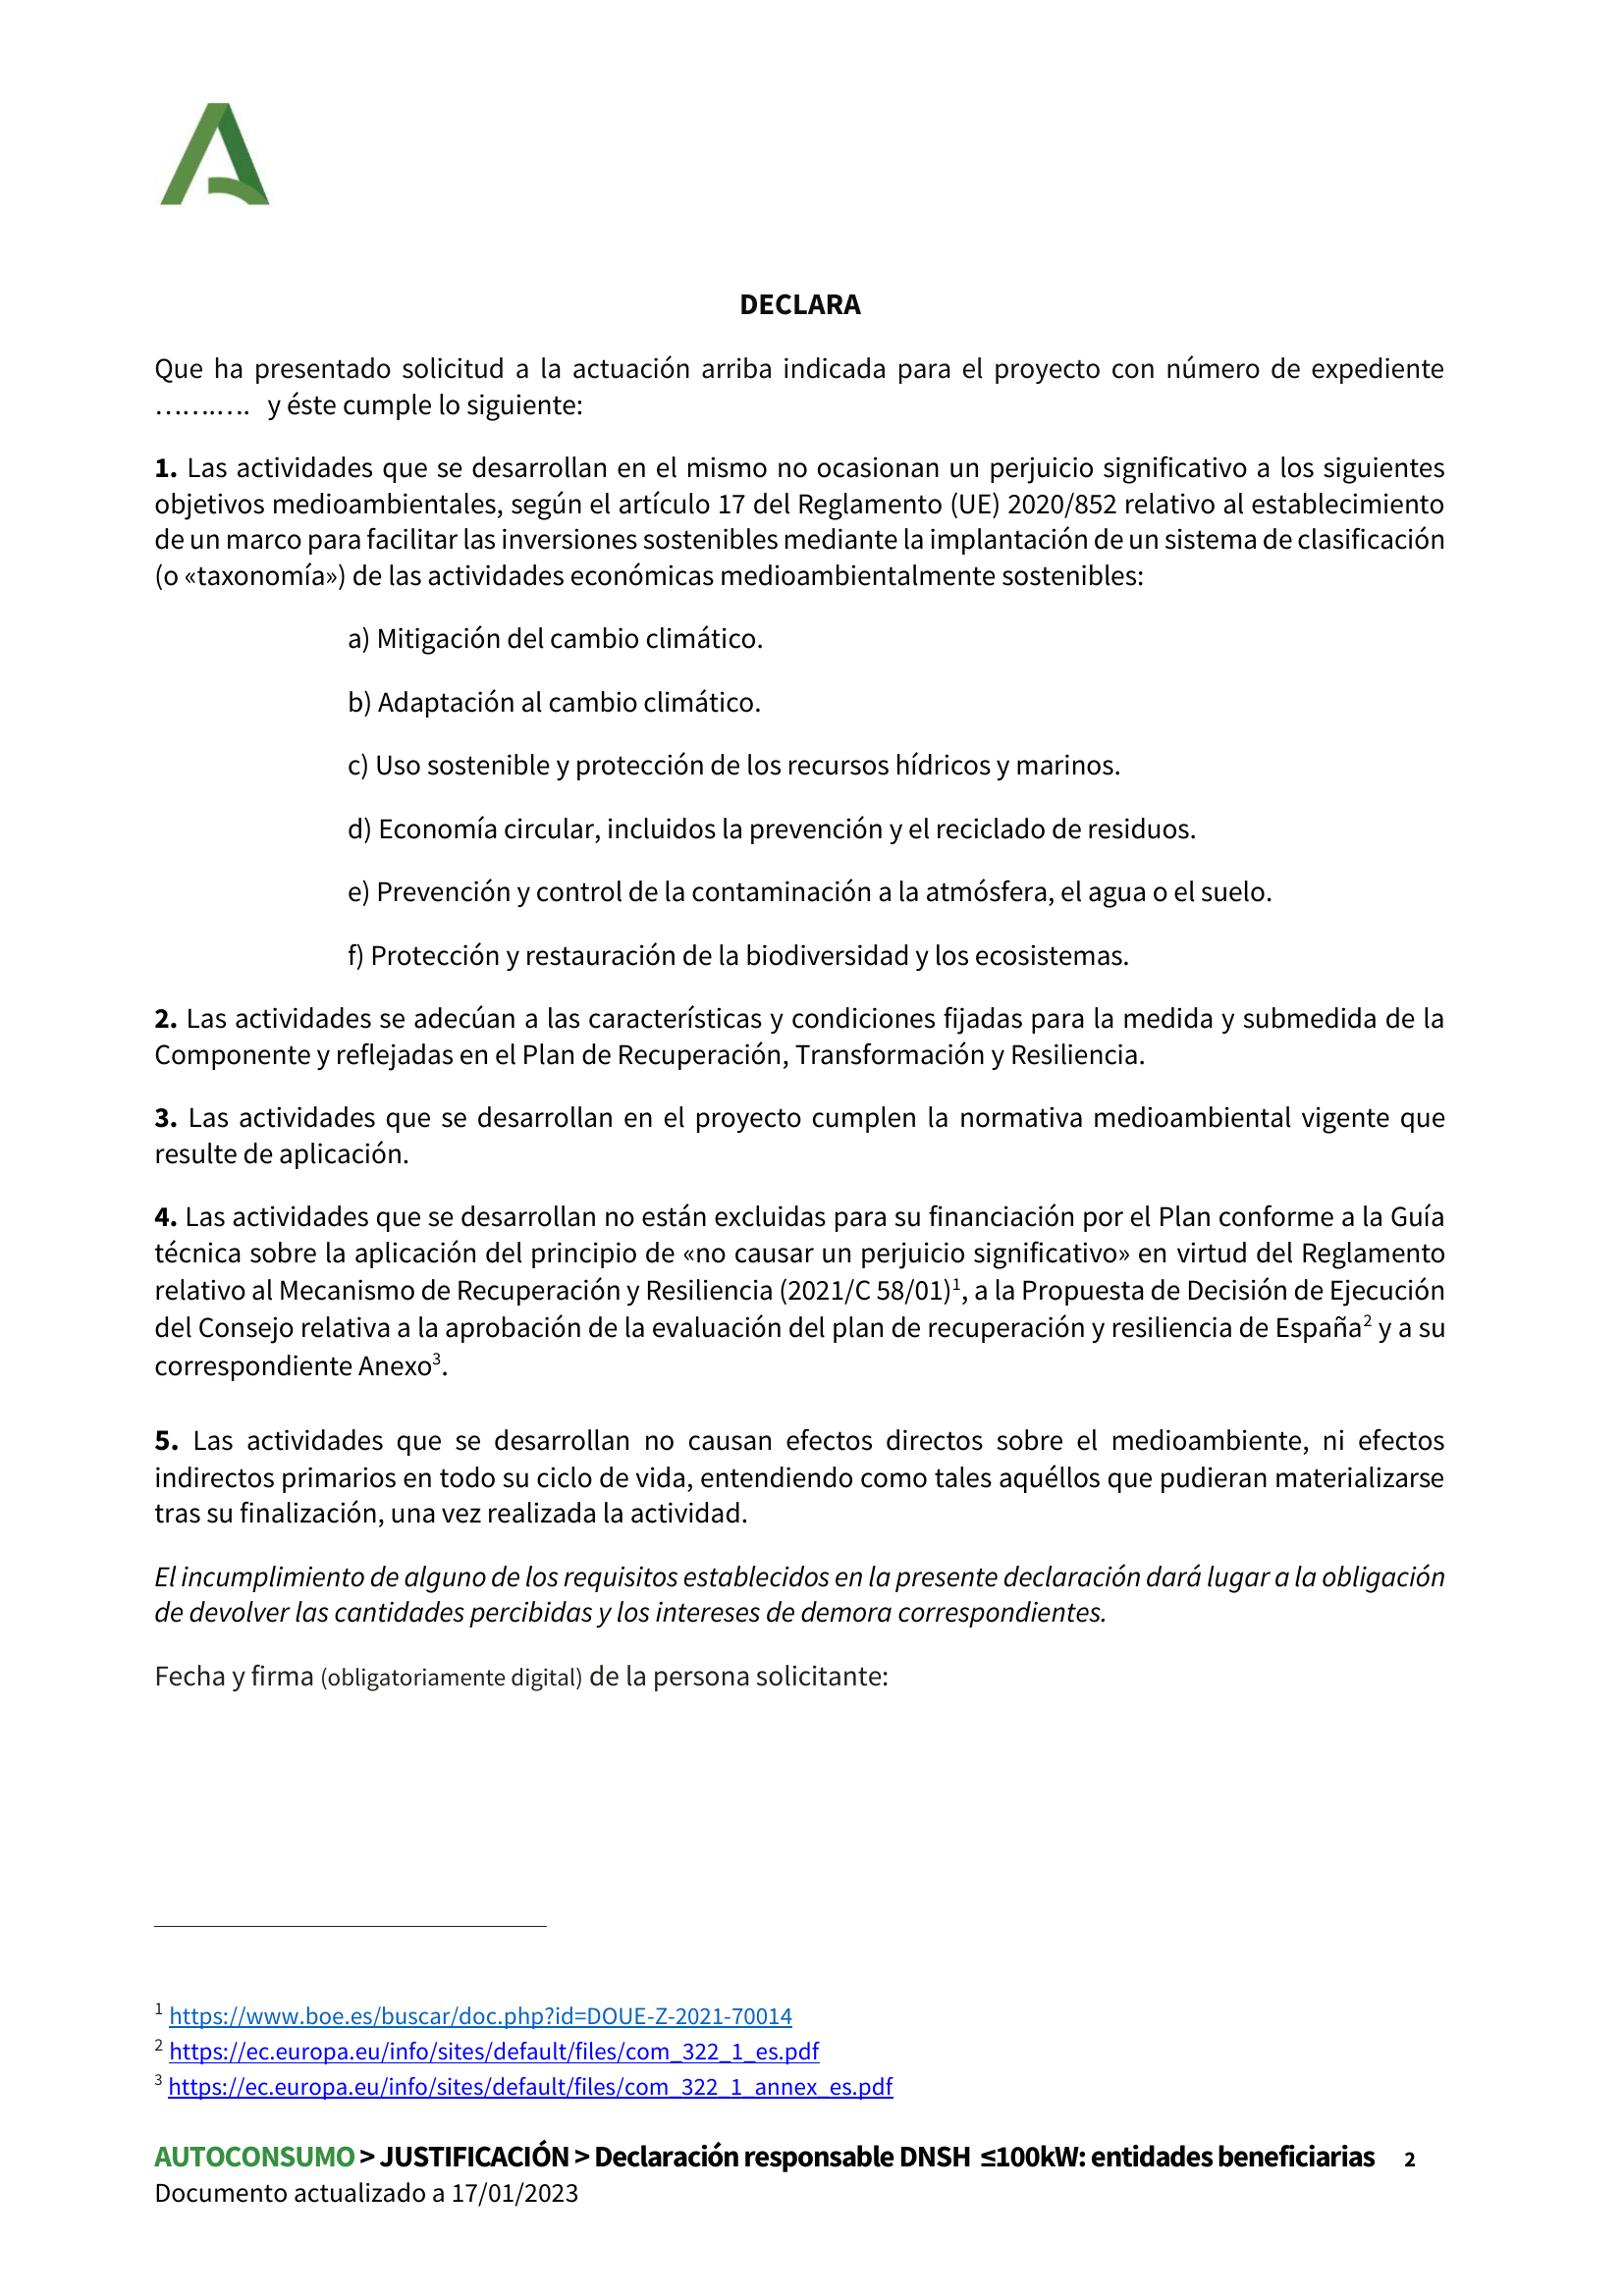 DECLARA
Que ha presentado solicitud a la actuación arriba indicada para el proyecto con número de expediente
…….…. y éste cumple lo siguiente:
1. Las actividades que se desarrollan en el mismo no ocasionan un perjuicio significativo a los siguientes
objetivos medioambientales, según el artículo 17 del Reglamento (UE) 2020/852 relativo al establecimiento
de un marco para facilitar las inversiones sostenibles mediante la implantación de un sistema de clasificación
(o «taxonomía») de las actividades económicas medioambientalmente sostenibles:
a) Mitigación del cambio climático.
b) Adaptación al cambio climático.
c) Uso sostenible y protección de los recursos hídricos y marinos.
d) Economía circular, incluidos la prevención y el reciclado de residuos.
e) Prevención y control de la contaminación a la atmósfera, el agua o el suelo.
f) Protección y restauración de la biodiversidad y los ecosistemas.
2. Las actividades se adecúan a las características y condiciones fijadas para la medida y submedida de la
Componente y reflejadas en el Plan de Recuperación, Transformación y Resiliencia.
3. Las actividades que se desarrollan en el proyecto cumplen la normativa medioambiental vigente que
resulte de aplicación.
4. Las actividades que se desarrollan no están excluidas para su financiación por el Plan conforme a la Guía
técnica sobre la aplicación del principio de «no causar un perjuicio significativo» en virtud del Reglamento
relativo al Mecanismo de Recuperación y Resiliencia (2021/C 58/01)1, a la Propuesta de Decisión de Ejecución
del Consejo relativa a la aprobación de la evaluación del plan de recuperación y resiliencia de España2 y a su
correspondiente Anexo3.
5. Las actividades que se desarrollan no causan efectos directos sobre el medioambiente, ni efectos
indirectos primarios en todo su ciclo de vida, entendiendo como tales aquéllos que pudieran materializarse
tras su finalización, una vez realizada la actividad.
El incumplimiento de alguno de los requisitos establecidos en la presente declaración dará lugar a la obligación
de devolver las cantidades percibidas y los intereses de demora correspondientes.
Fecha y firma (obligatoriamente digital) de la persona solicitante:
1 https://www.boe.es/buscar/doc.php?id=DOUE-Z-2021-70014
2 https://ec.europa.eu/info/sites/default/files/com_322_1_es.pdf
3 https://ec.europa.eu/info/sites/default/files/com_322_1_annex_es.pdf
AUTOCONSUMO > JUSTIFICACIÓN > Declaración responsable DNSH ≤100kW: entidades beneficiarias 2
Documento actualizado a 17/01/2023